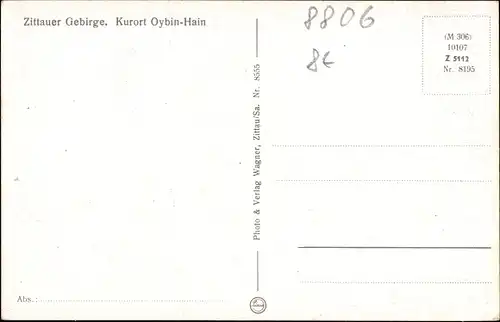 Zittauer Gebirge. Kurort Oybin-Hain
8806
8€
(M 306)
10107
Z 5112
Nr. 8195
Photo & Verlag Wagner, Zittau/Sa. Nr. 8555
Abs.: